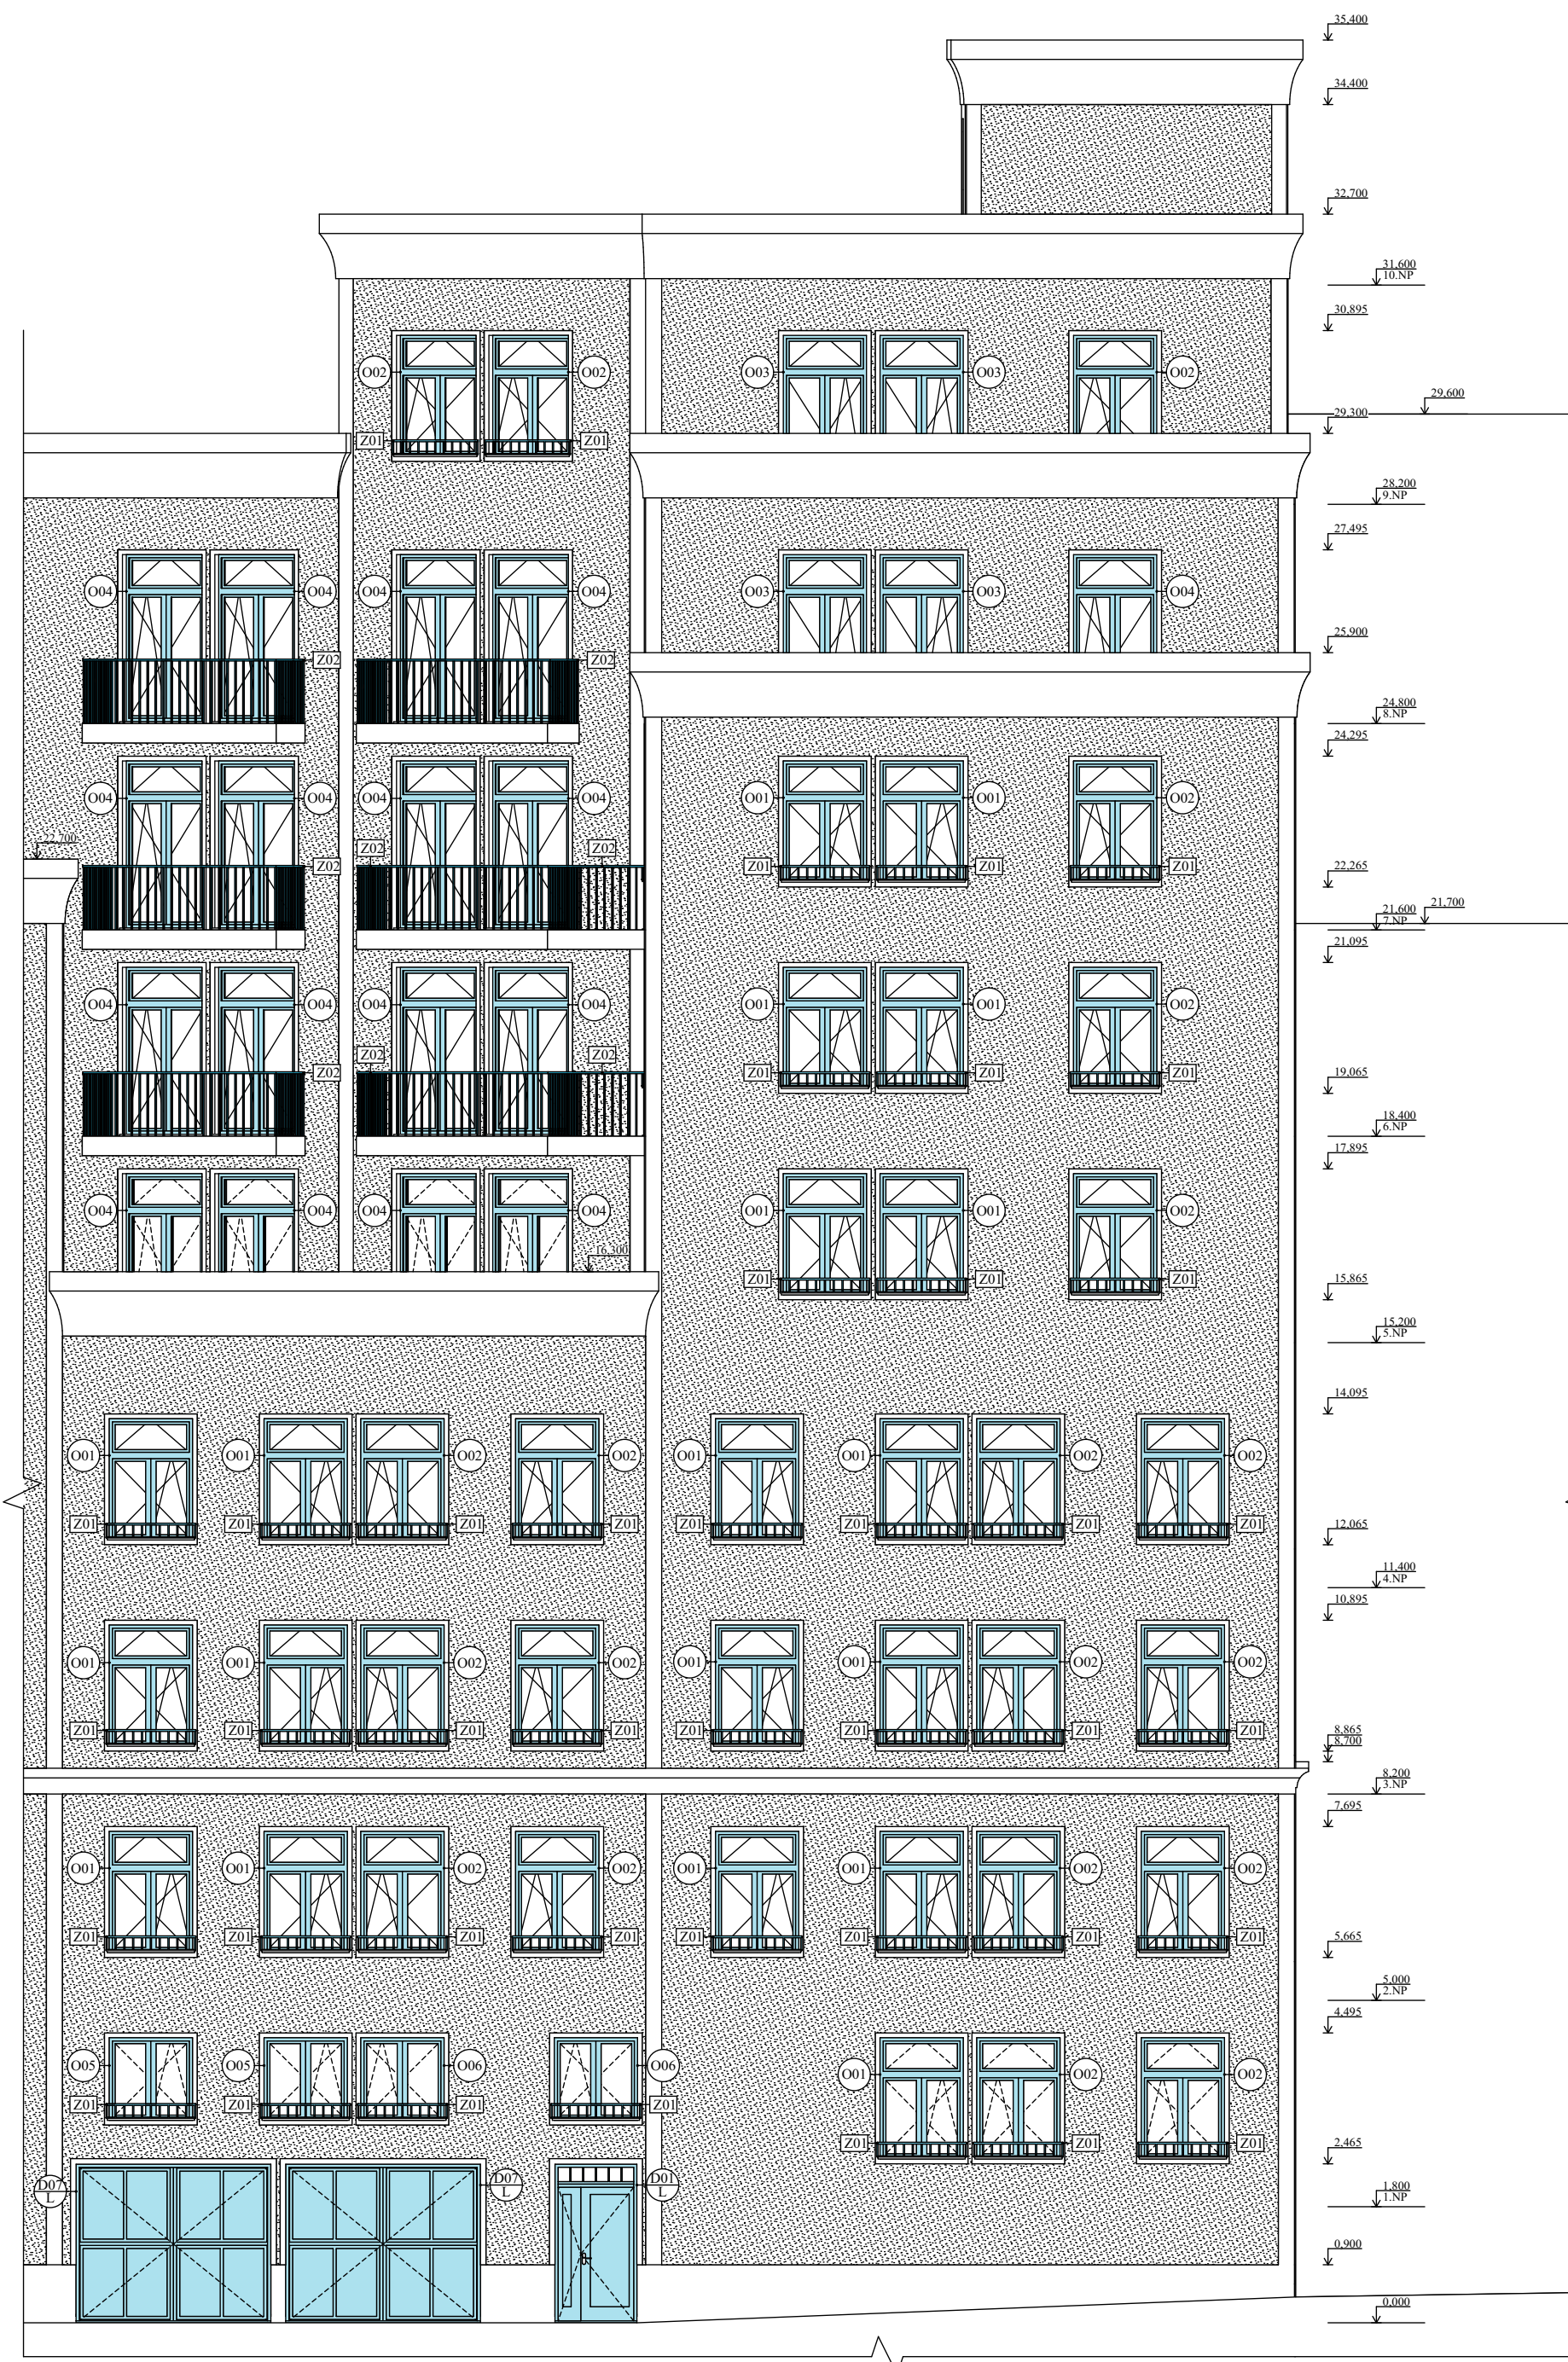 35,400
34,400
32,700
31,600
10.NP
30,895
O02 O02 O03 O03 O02
29,600
29,300
Z01 Z01
28,200
9.NP
27,495
O04 O04 O04 O04 O03 O03 O04
25,900
Z02 Z02
24,800
8.NP
24,295
O04 O04 O04 O04 O01 O01 O02
22,700 Z02 Z02
Z02 Z01 Z01 Z01 22,265
21,600 21,700
7.NP
21,095
O04 O04 O04 O04 O01 O01 O02
Z02 Z02
Z02 Z01 Z01 Z01 19,065
18,400
6.NP
17,895
O04 O04 O04 O04 O01 O01 O02
16,300
Z01 Z01 Z01 15,865
15,200
5.NP
14,095
O01 O01 O02 O02 O01 O01 O02 O02
Z01 Z01 Z01 Z01 Z01 Z01 Z01 Z01 12,065
11,400
4.NP
10,895
O01 O01 O02 O02 O01 O01 O02 O02
Z01 Z01 Z01 Z01 Z01 Z01 Z01 Z01 8,865
8,700
8,200
3.NP
7,695
O01 O01 O02 O02 O01 O01 O02 O02
Z01 Z01 Z01 Z01 Z01 Z01 Z01 Z01 5,665
5,000
2.NP
4,495
O05 O05 O06 O06 O01 O02 O02
Z01 Z01 Z01 Z01
Z01 Z01 Z01 2,465
D07 D07 D01
L L L
1,800
1.NP
0,900
0,000